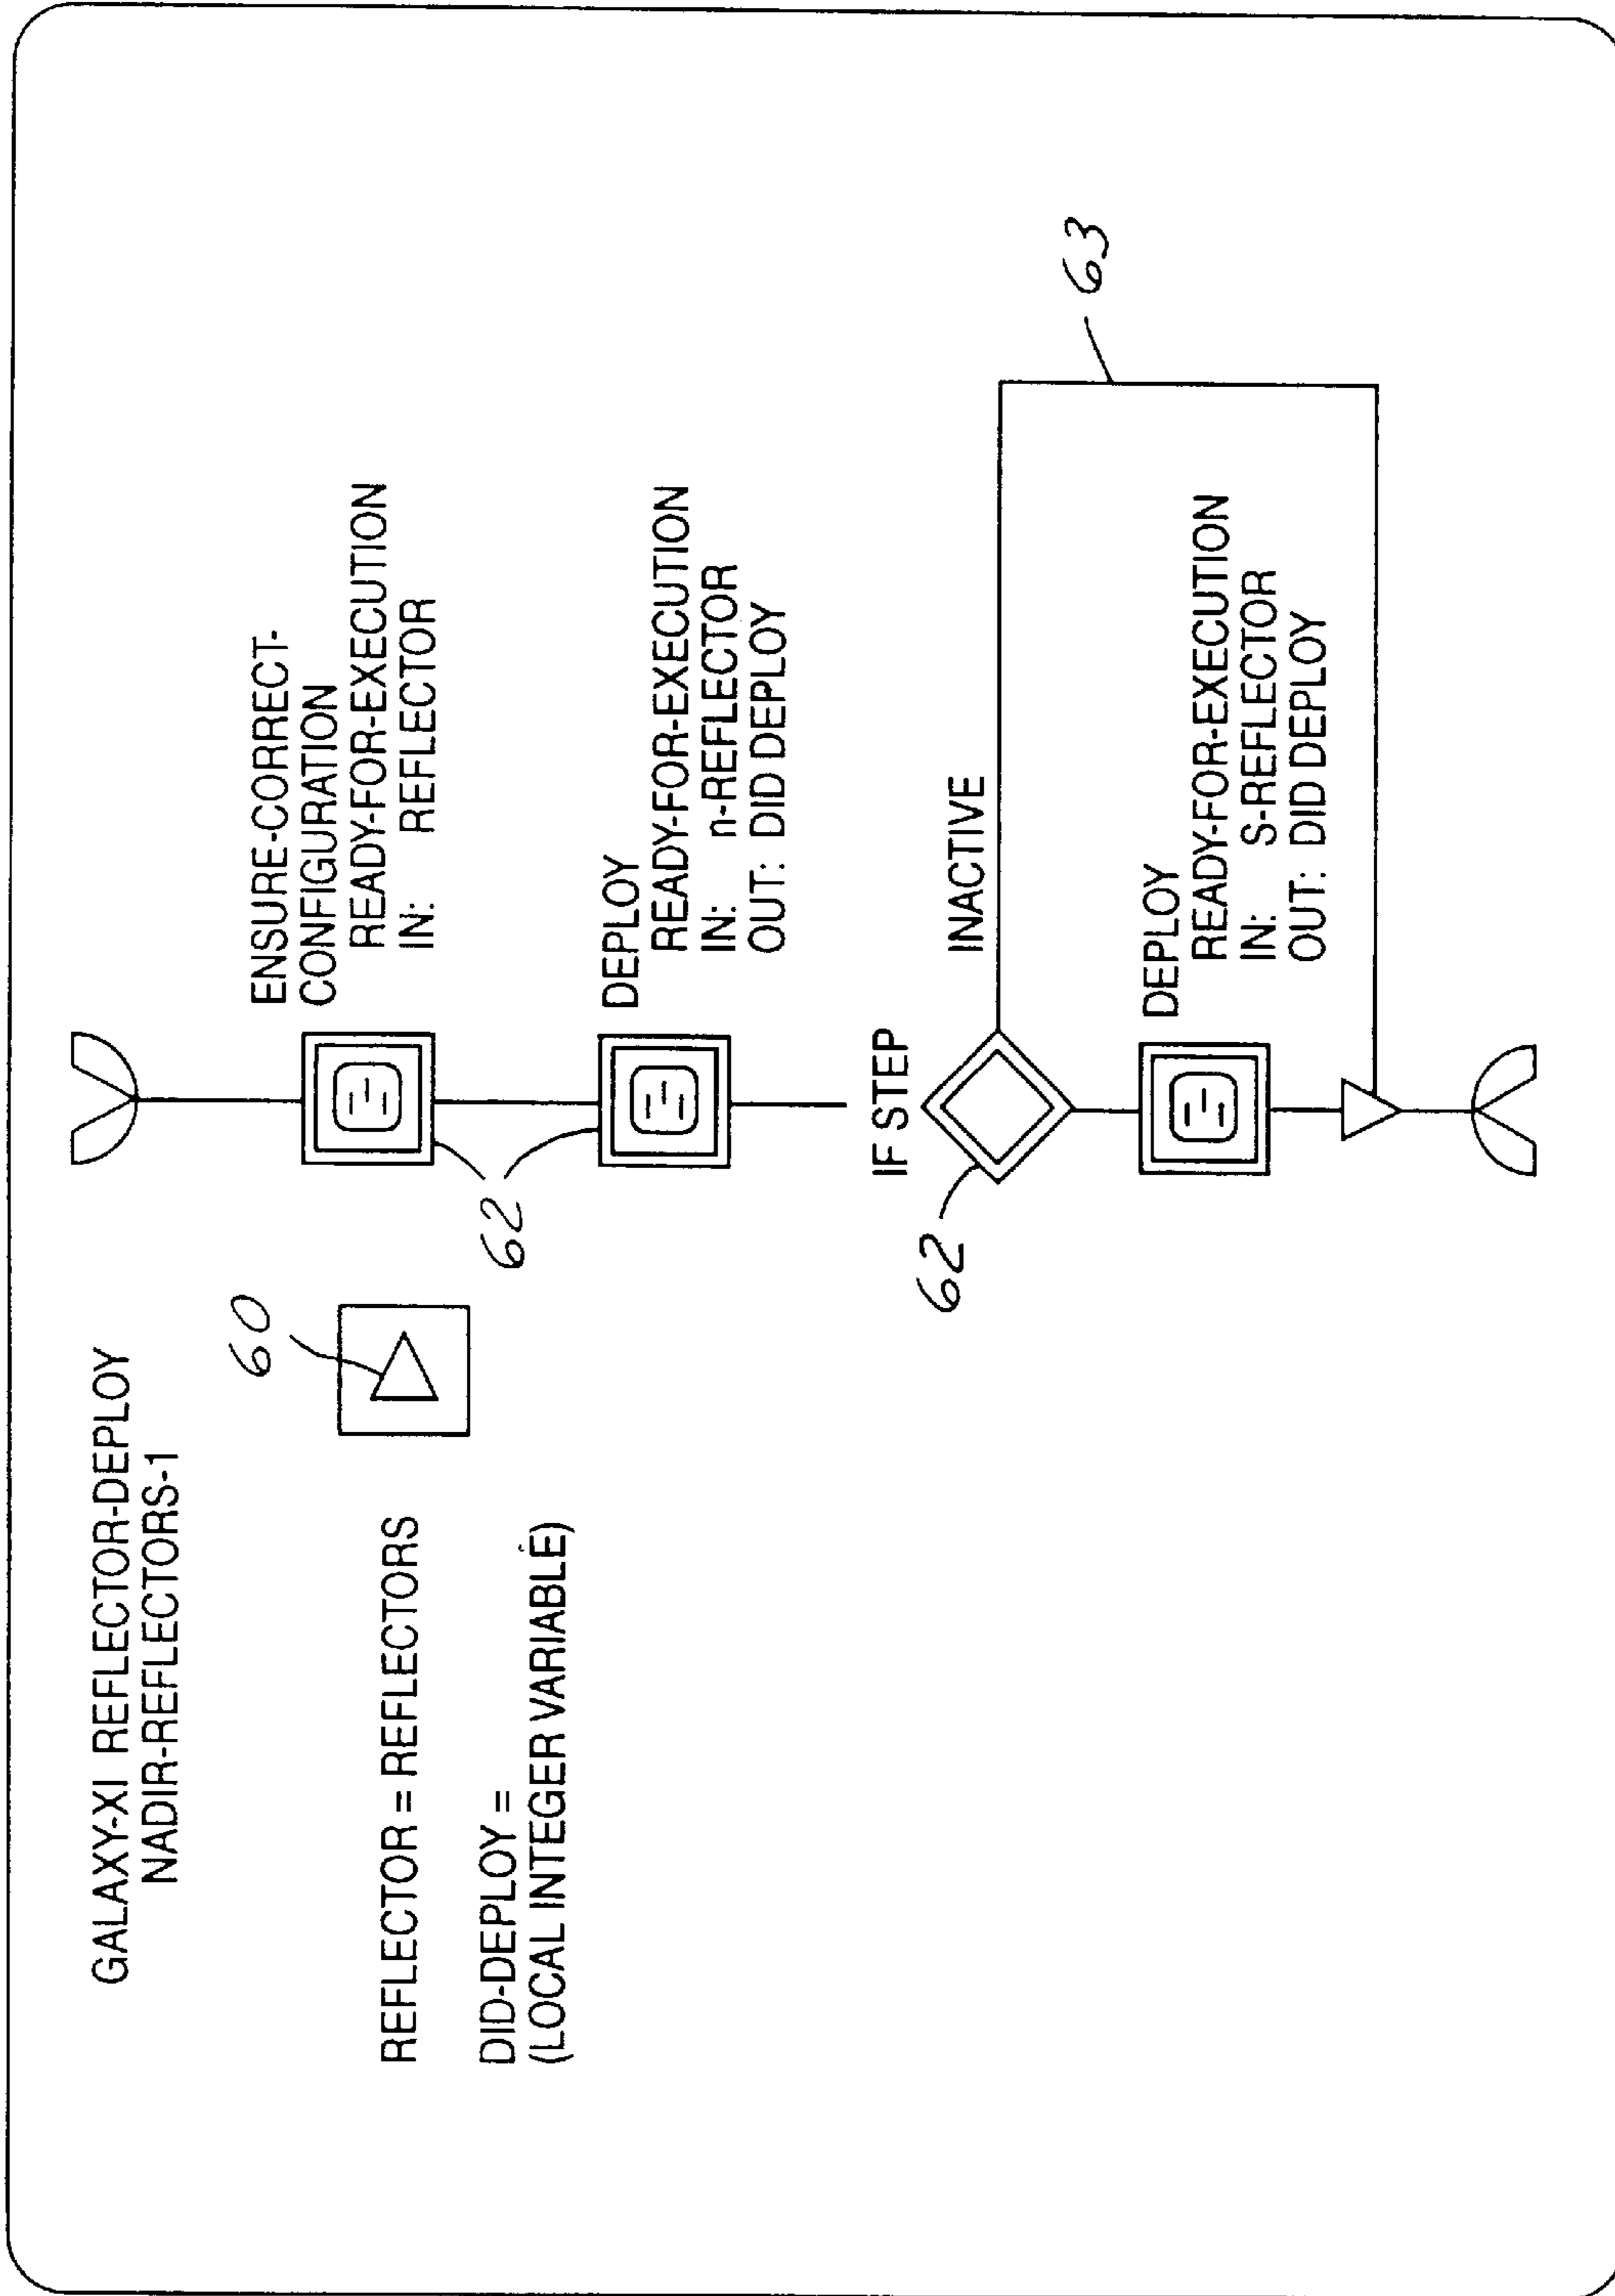 GALAXY-XI REFLECTOR-DEPLOY
NADIR-REFLECTORS-1
60
REFLECTOR = REFLECTORS
DID-DEPLOY =
(LOCAL INTEGER VARIABLE)
62
ENSURE-CORRECT-
CONFIGURATION
READY-FOR-EXECUTION
IN: REFLECTOR
DEPLOY
READY-FOR-EXECUTION
IN: n-REFLECTOR
OUT: DID DEPLOY
IF STEP
62
INACTIVE
63
DEPLOY
READY-FOR-EXECUTION
IN: S-REFLECTOR
OUT: DID DEPLOY